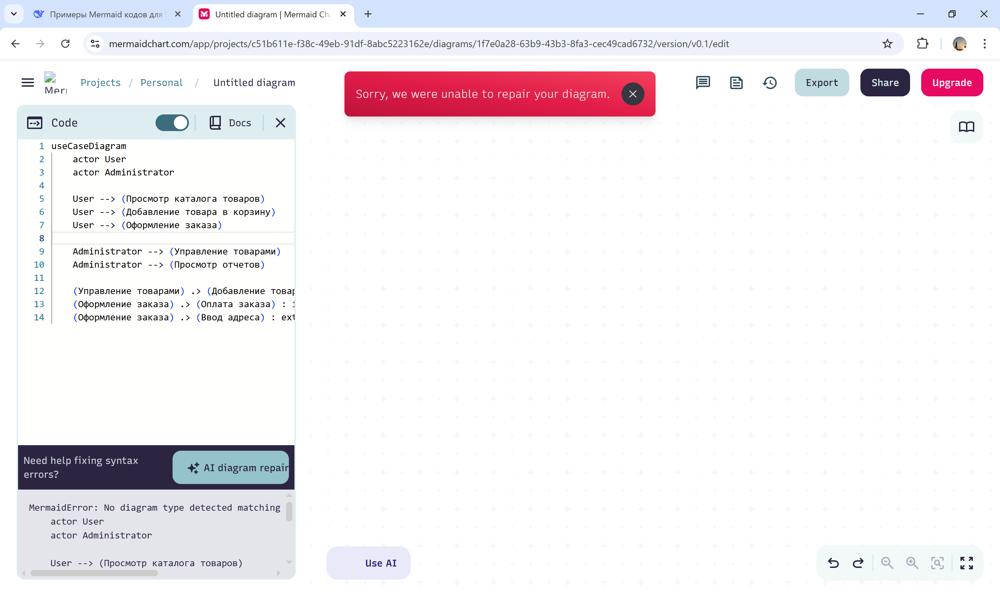 Примеры Mermaid кодов для
Untitled diagram | Mermaid Cha
mermaidchart.com/app/projects/c51b611e-f38c-49eb-91df-8abc5223162e/diagrams/1f7e0a28-63b9-43b3-8fa3-cec49cad6732/version/v0.1/edit
Mer
Projects / Personal / Untitled diagram
Sorry, we were unable to repair your diagram.
Export
Share
Upgrade
Code
Docs
1 useCaseDiagram
2 actor User
3 actor Administrator
4
5 User --> (Просмотр каталога товаров)
6 User --> (Добавление товара в корзину)
7 User --> (Оформление заказа)
8
9 Administrator --> (Управление товарами)
10 Administrator --> (Просмотр отчетов)
11
12 (Управление товарами) .> (Добавление товар
13 (Оформление заказа) .> (Оплата заказа) : i
14 (Оформление заказа) .> (Ввод адреса) : ext
Need help fixing syntax
errors?
AI diagram repair
MermaidError: No diagram type detected matching
actor User
actor Administrator
User --> (Просмотр каталога товаров)
Use AI